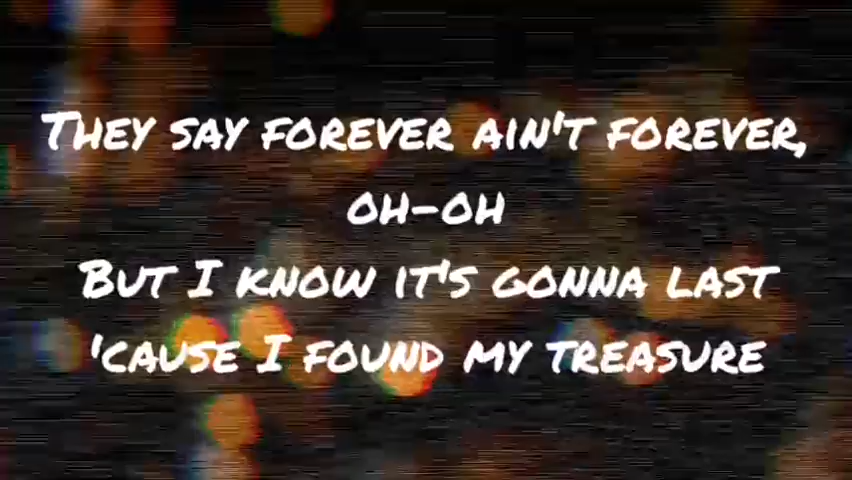 They say forever ain't forever,
oh-oh
But I know it's gonna last
'cause I found my treasure